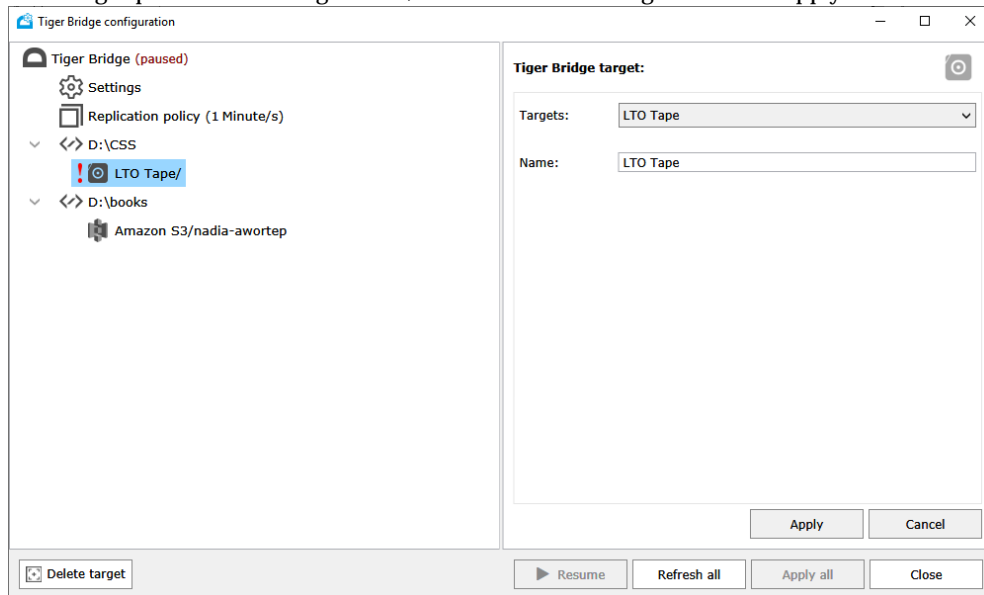 Tiger Bridge configuration
Tiger Bridge (paused)
Settings
Replication policy (1 Minute/s)
D:\CSS
! LTO Tape/
D:\books
Amazon S3/nadia-awortep
Tiger Bridge target:
Targets: LTO Tape
Name: LTO Tape
Apply Cancel
Delete target Resume Refresh all Apply all Close